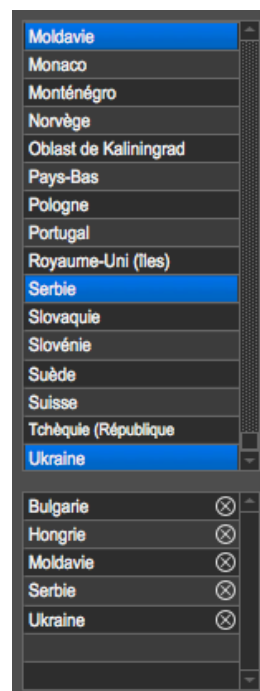 Moldavie
Monaco
Monténégro
Norvège
Oblast de Kaliningrad
Pays-Bas
Pologne
Portugal
Royaume-Uni (îles)
Serbie
Slovaquie
Slovénie
Suède
Suisse
Tchèquie (République
Ukraine
Bulgarie
Hongrie
Moldavie
Serbie
Ukraine